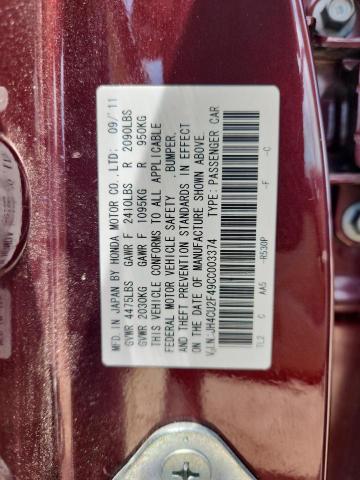 MFD. IN JAPAN BY HONDA MOTOR CO., LTD: 09/'11
GVWR 4475LBS GAWR F 2410LBS R 2090LBS
GVWR 2030KG GAWR F 1095KG R 950KG
THIS VEHICLE CONFORMS TO ALL APPLICABLE
FEDERAL MOTOR VEHICLE SAFETY, BUMPER,
AND THEFT PREVENTION STANDARDS IN EFFECT
ON THE DATE OF MANUFACTURE SHOWN ABOVE.
V.I.N:JH4CU2F49CC003374 TYPE:PASSENGER CAR
TL2 C AA5 -R530P -F -C